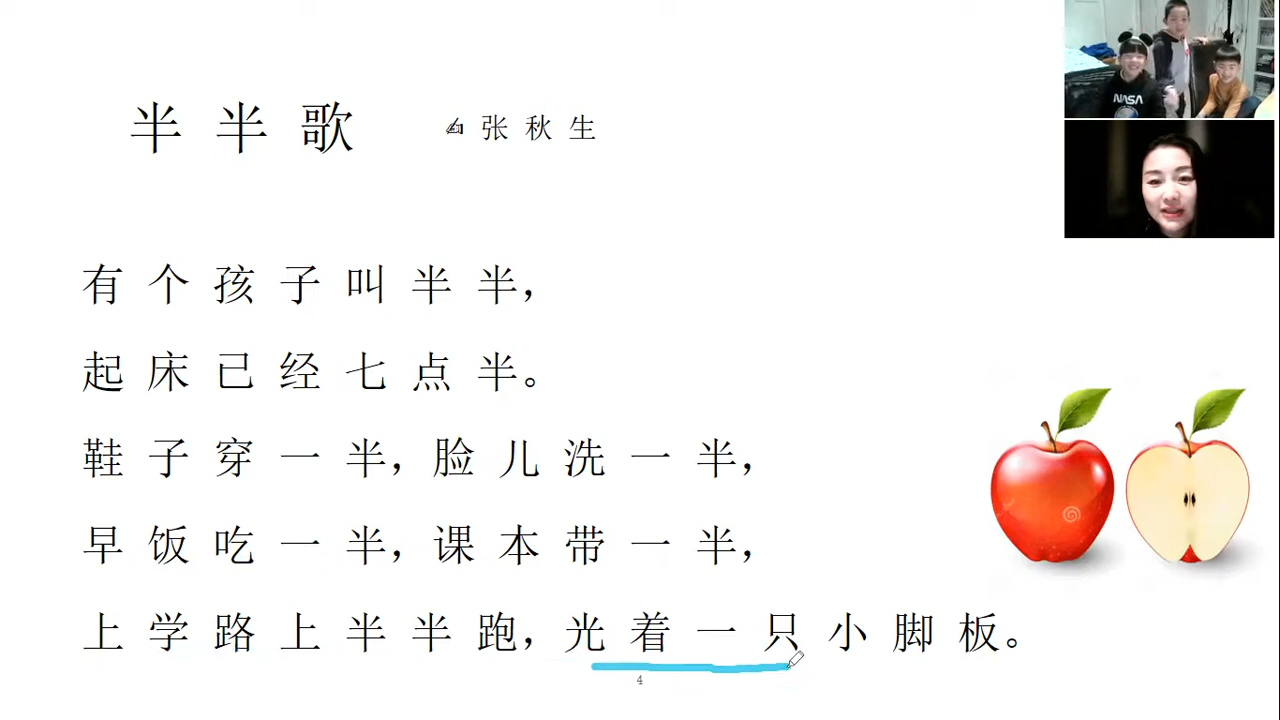 半半歌 ✍ 张秋生
有个孩子叫半半，
起床已经七点半。
鞋子穿一半，脸儿洗一半，
早饭吃一半，课本带一半，
上学路上半半跑，光着一只小脚板。
4
NASA